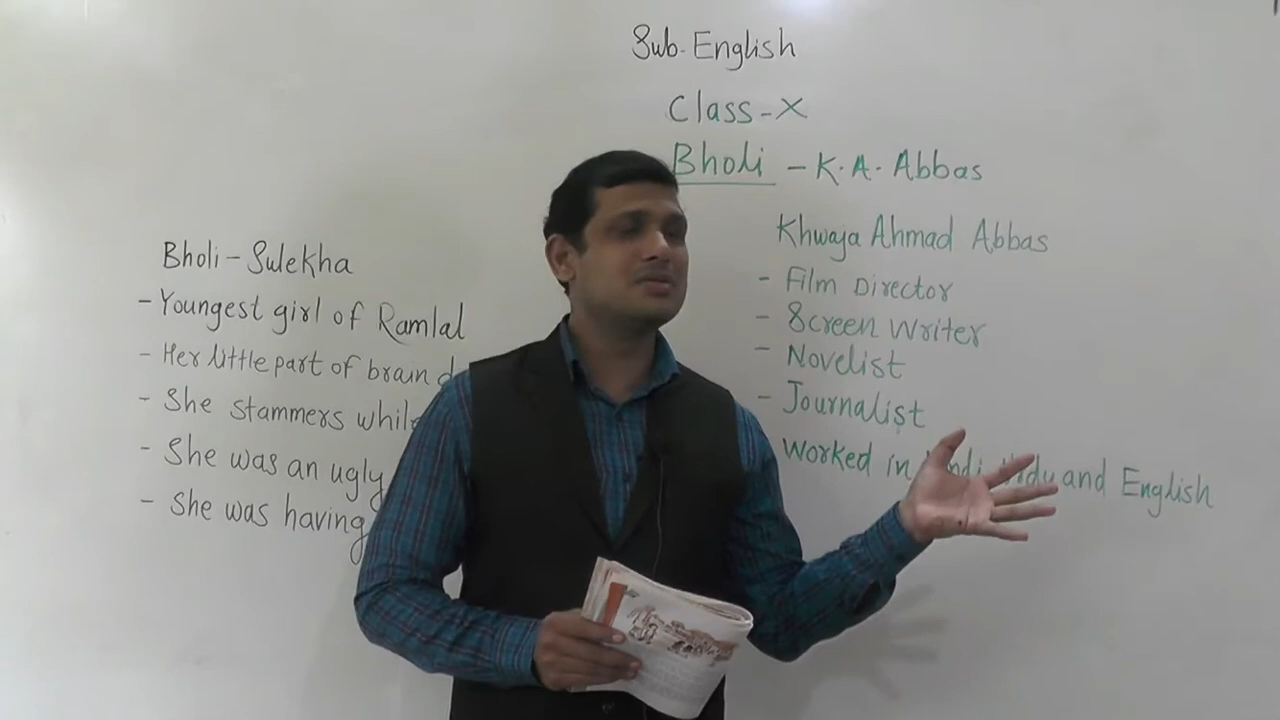 Sub. English
Class-X
Bholi - K.A. Abbas
Bholi - Sulekha
- Youngest girl of Ramlal
- Her little part of brain
- She stammers while
- She was an ugly
- She was having
Khwaja Ahmad Abbas
- Film Director
- Screen Writer
- Novelist
- Journalist
Worked in Hindi Urdu and English